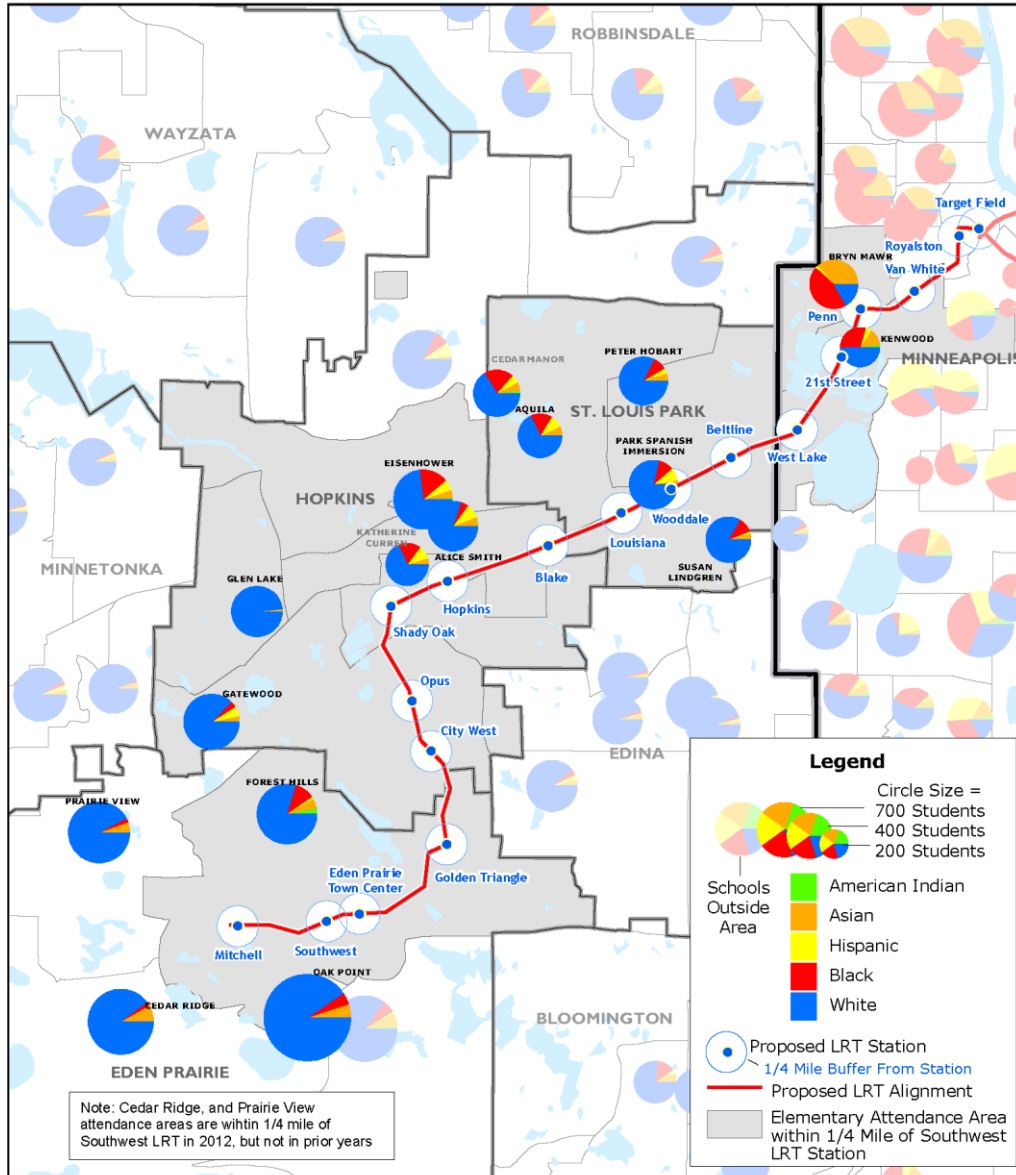 ROBBINSDALE
WAYZATA
Target Field
Royalston
BRYN MAWR
Van White
Penn
KENWOOD
MINNEAPOLIS
21st Street
PETER HOBART
CEDAR MANOR
ST. LOUIS PARK
AQUILA
Beltline
West Lake
PARK SPANISH
IMMERSION
EISENHOWER
HOPKINS
Wooddale
Louisiana
KATHERINE
CURREN
ALICE SMITH
Blake
SUSAN
LINDGREN
MINNETONKA
GLEN LAKE
Hopkins
Shady Oak
Opus
GATEWOOD
City West
EDINA
FOREST HILLS
PRAIRIE VIEW
Golden Triangle
Eden Prairie
Town Center
Mitchell
Southwest
OAK POINT
CEDAR RIDGE
BLOOMINGTON
EDEN PRAIRIE
Note: Cedar Ridge, and Prairie View
attendance areas are wihtin 1/4 mile of
Southwest LRT in 2012, but not in prior years
Legend
Circle Size =
700 Students
400 Students
200 Students
Schools
Outside
Area
American Indian
Asian
Hispanic
Black
White
Proposed LRT Station
1/4 Mile Buffer From Station
Proposed LRT Alignment
Elementary Attendance Area
within 1/4 Mile of Southwest
LRT Station